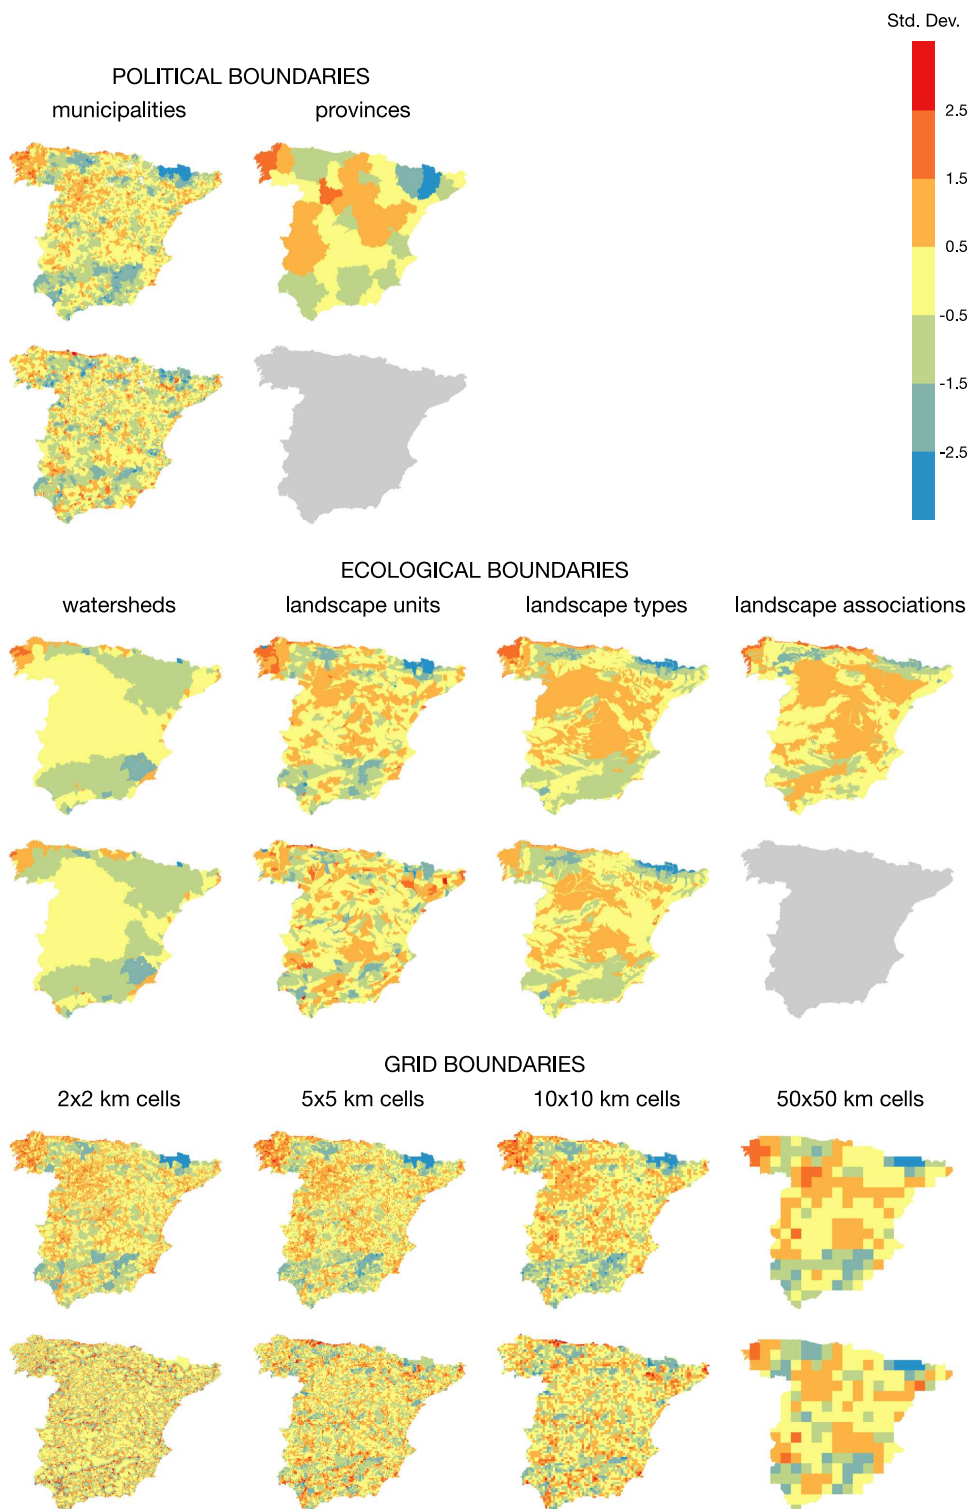 Std. Dev.
2.5
1.5
0.5
-0.5
-1.5
-2.5
POLITICAL BOUNDARIES
municipalities
provinces
ECOLOGICAL BOUNDARIES
watersheds
landscape units
landscape types
landscape associations
GRID BOUNDARIES
2x2 km cells
5x5 km cells
10x10 km cells
50x50 km cells